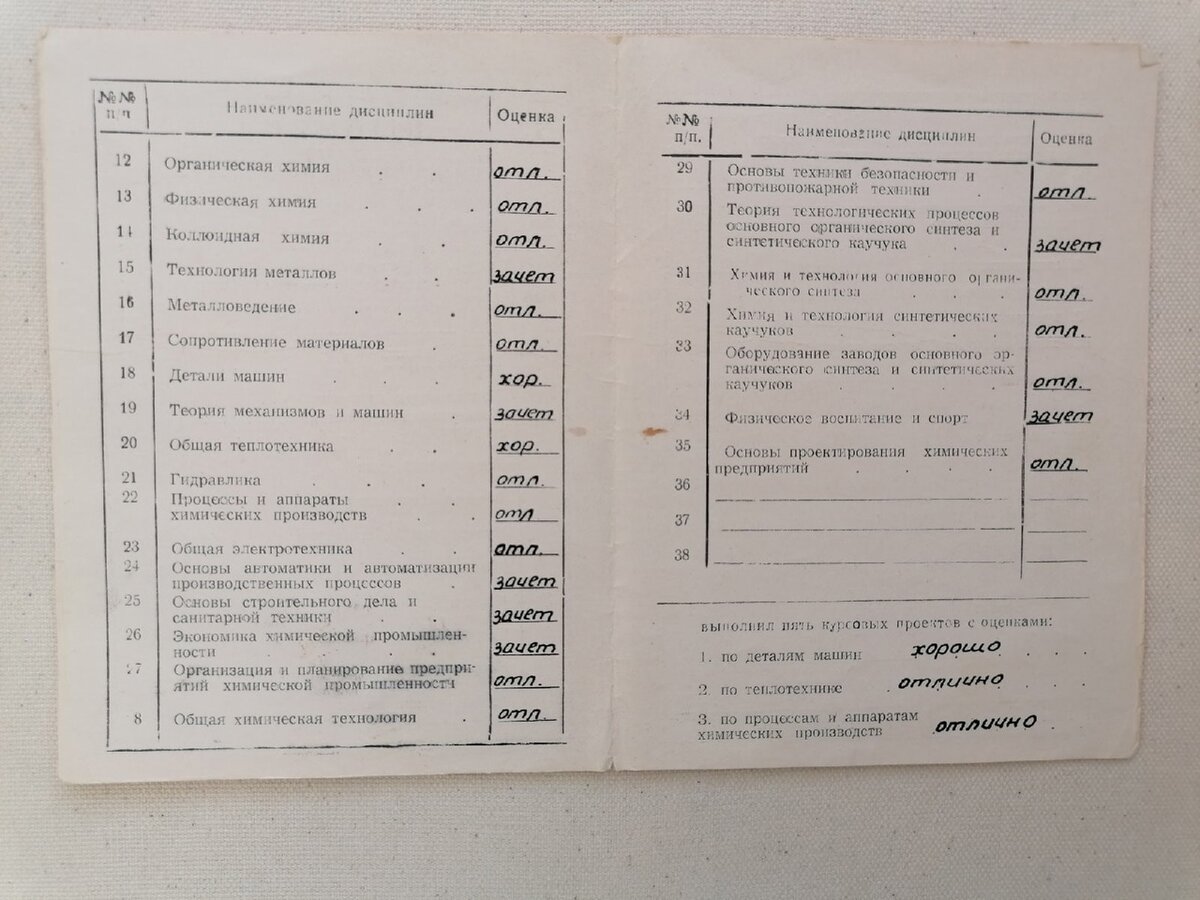 №№ п/п Наименование дисциплин Оценка
12 Органическая химия . . отл.
13 Физическая химия . . . отл.
14 Коллоидная химия . . отл.
15 Технология металлов . . зачет
16 Металловедение . . . отл.
17 Сопротивление материалов . отл.
18 Детали машин . . . хор.
19 Теория механизмов и машин . зачет
20 Общая теплотехника . . хор.
21 Гидравлика . . . отл.
22 Процессы и аппараты . .
химических производств . . отл
23 Общая электротехника . . отл.
24 Основы автоматики и автоматизации
производственных процессов . зачет
25 Основы строительного дела и
санитарной техники . . зачет
26 Экономика химической промышлен-
ности . . . . зачет
27 Организация и планирование предпри-
ятий химической промышленности отл.
8 Общая химическая технология . отл.
№№ п/п. Наименование дисциплин Оценка
29 Основы техники безопасности и
противопожарной техники . отл.
30 Теория технологических процессов
основного органического синтеза и
синтетического каучука . . зачет
31 Химия и технология основного органи-
ческого синтеза . . . отл.
32 Химия и технология синтетических
каучуков . . . . отл.
33 Оборудование заводов основного ор-
ганического синтеза и синтетических
каучуков . . . . отл.
34 Физическое воспитание и спорт зачет
35 Основы проектирования химических
предприятий . . . . отл.
36
37
38
выполнил пять курсовых проектов с оценками:
1. по деталям машин хорошо . . .
2. по теплотехнике . отлично . . .
3. по процессам и аппаратам
химических производств отлично .